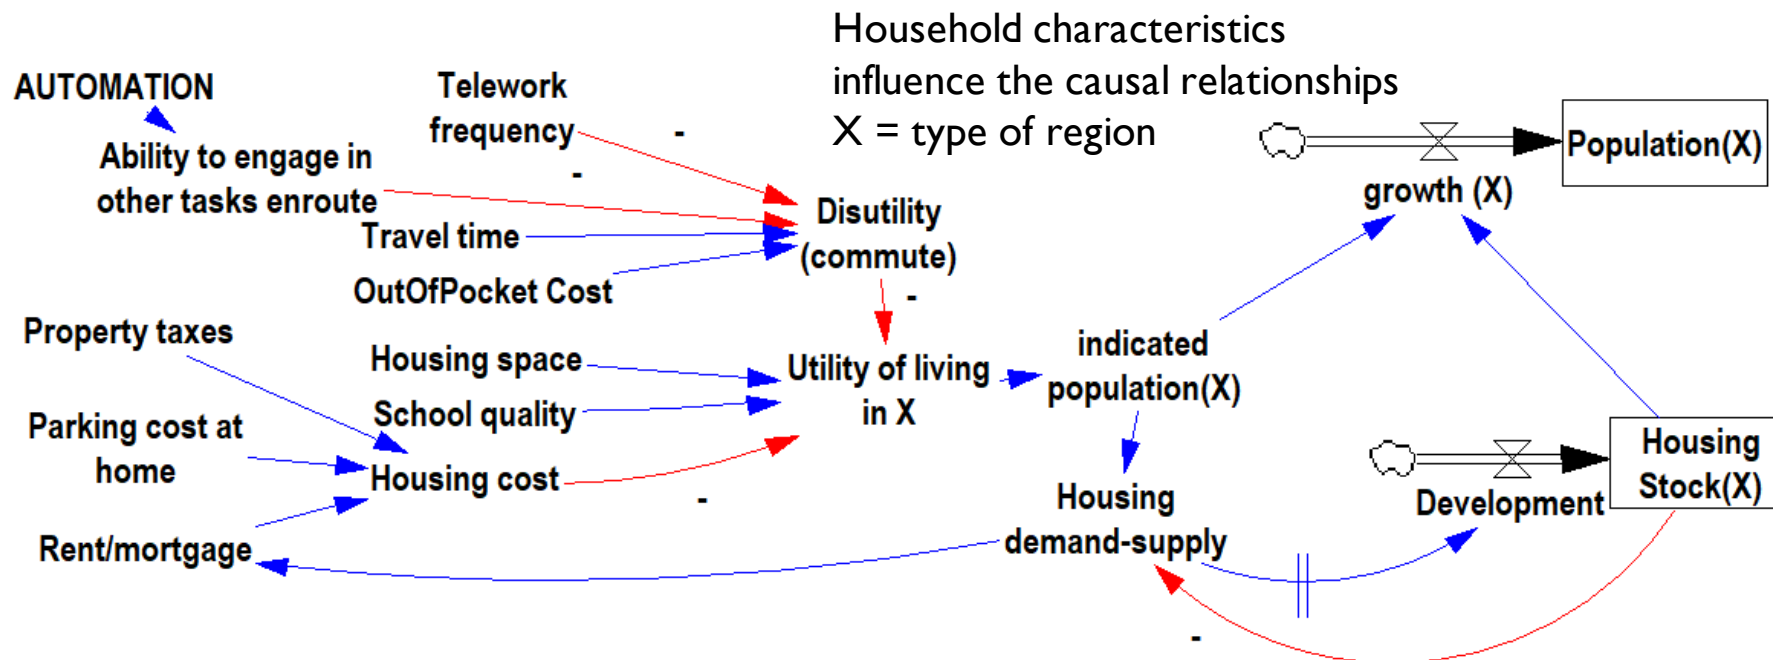 Household characteristics
influence the causal relationships
X = type of region
AUTOMATION
Telework
frequency
-
Ability to engage in
other tasks enroute
-
Travel time
OutOfPocket Cost
Disutility
(commute)
-
Population(X)
growth (X)
Property taxes
Housing space
School quality
Parking cost at
home
Housing cost
-
Rent/mortgage
Utility of living
in X
indicated
population(X)
Housing
demand-supply
Development
Housing
Stock(X)
-